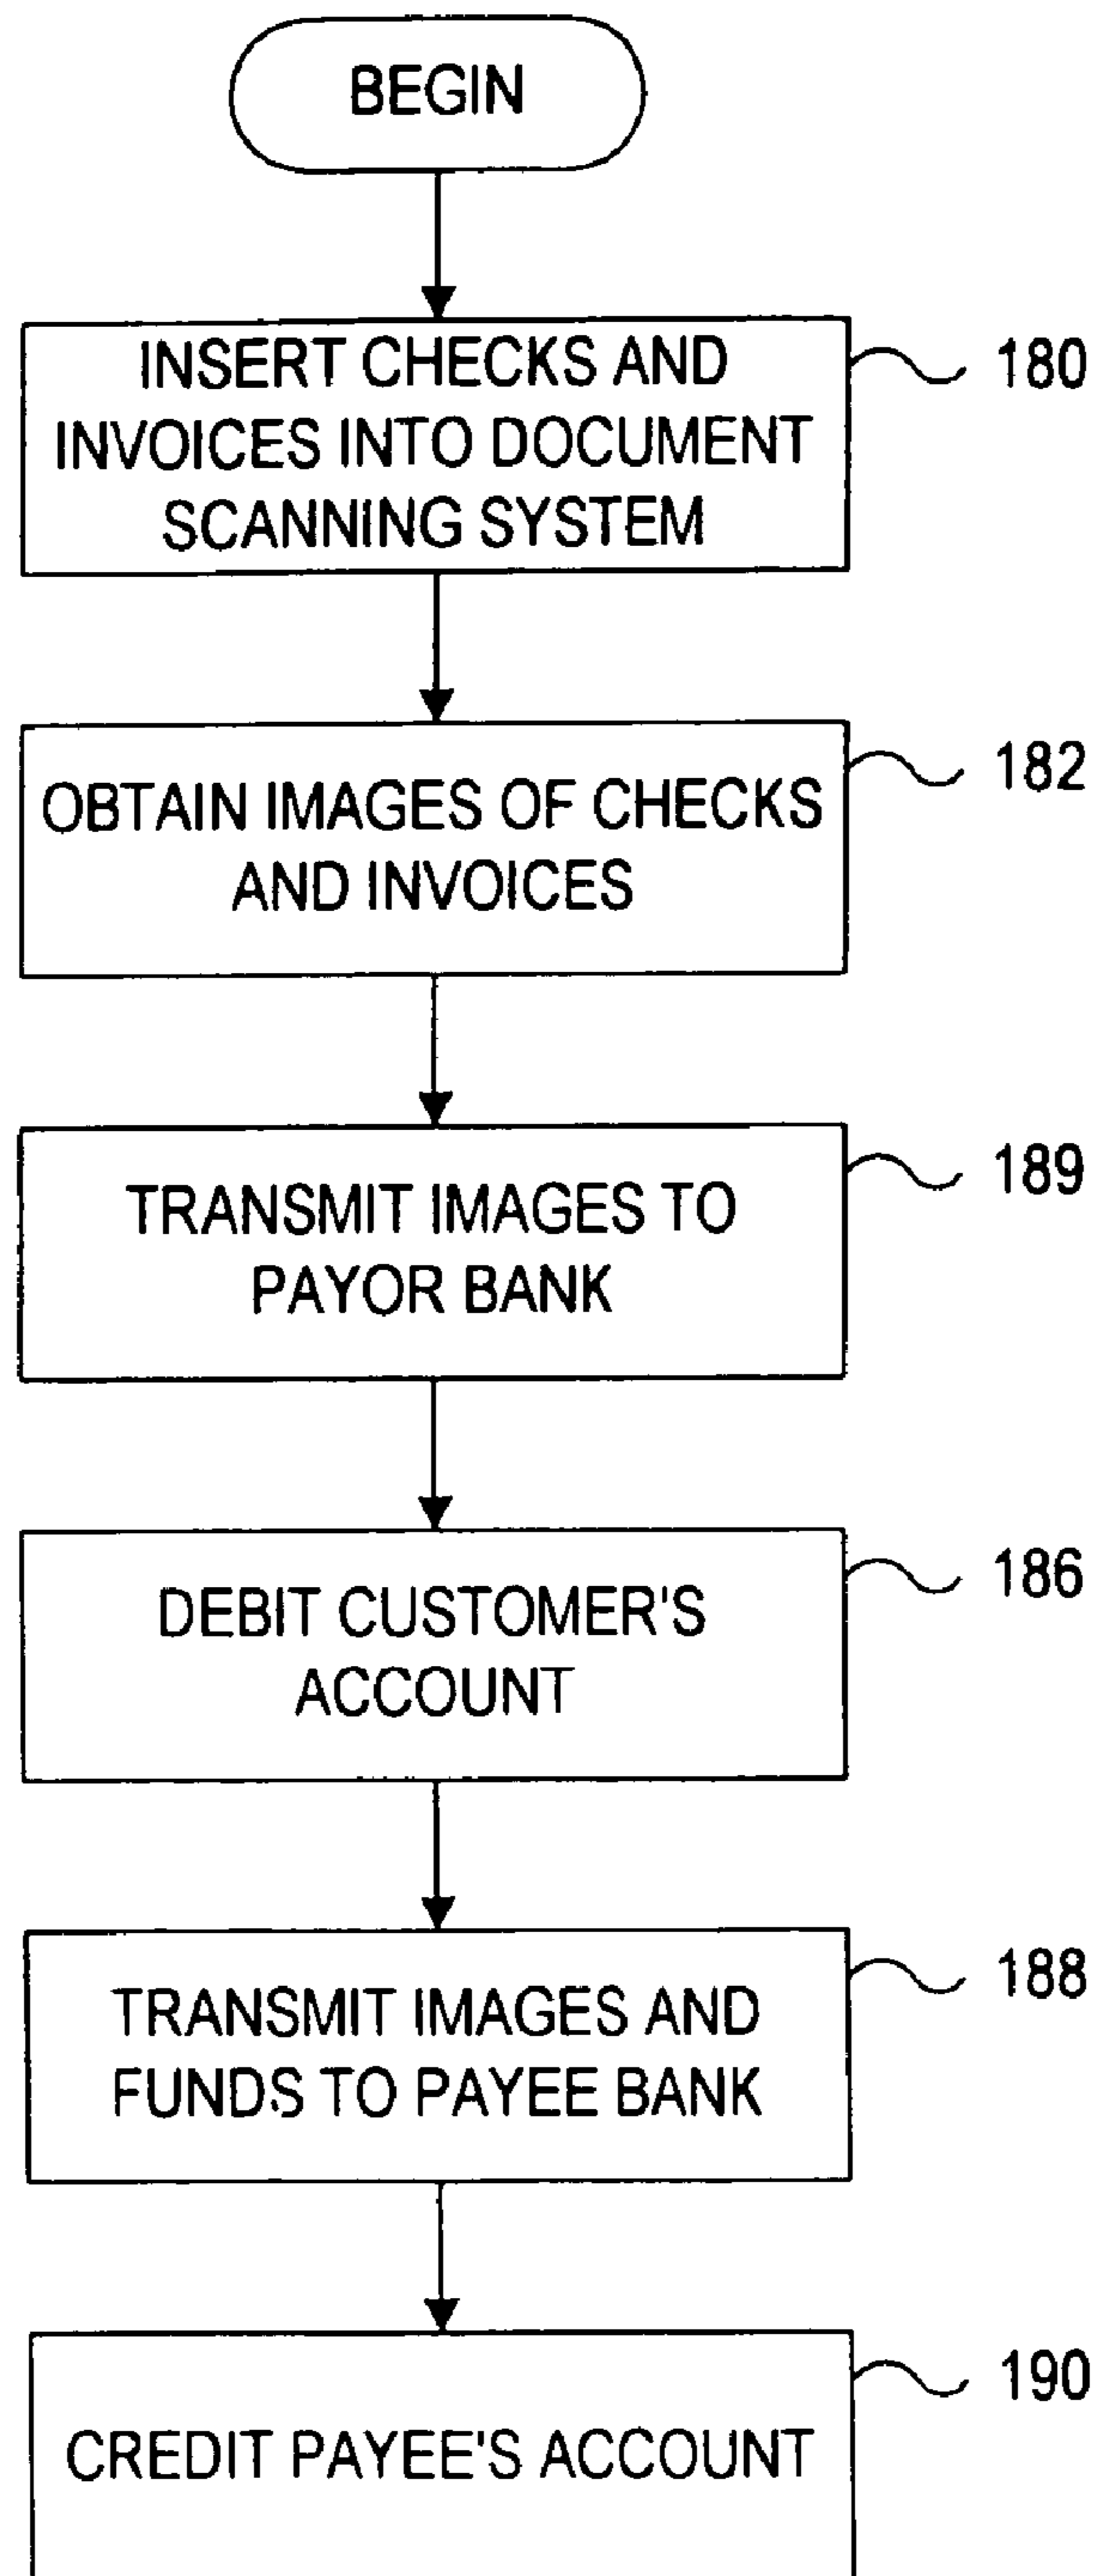 BEGIN
INSERT CHECKS AND
INVOICES INTO DOCUMENT
SCANNING SYSTEM
180
OBTAIN IMAGES OF CHECKS
AND INVOICES
182
TRANSMIT IMAGES TO
PAYOR BANK
189
DEBIT CUSTOMER'S
ACCOUNT
186
TRANSMIT IMAGES AND
FUNDS TO PAYEE BANK
188
CREDIT PAYEE'S ACCOUNT
190